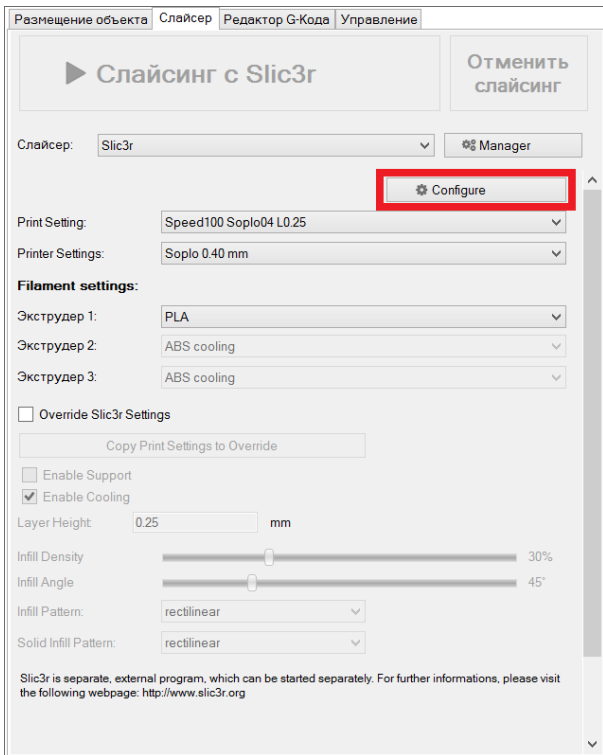 Размещение объекта Слайсер Редактор G-Кода Управление
Слайсинг с Slic3r
Отменить
слайсинг
Слайсер: Slic3r Manager
Configure
Print Setting: Speed100 Soplo04 L0.25
Printer Settings: Soplo 0.40 mm
Filament settings:
Экструдер 1: PLA
Экструдер 2: ABS cooling
Экструдер 3: ABS cooling
Override Slic3r Settings
Copy Print Settings to Override
Enable Support
Enable Cooling
Layer Height: 0.25 mm
Infill Density 30%
Infill Angle 45°
Infill Pattern: rectilinear
Solid Infill Pattern: rectilinear
Slic3r is separate, external program, which can be started separately. For further informations, please visit
the following webpage: http://www.slic3r.org